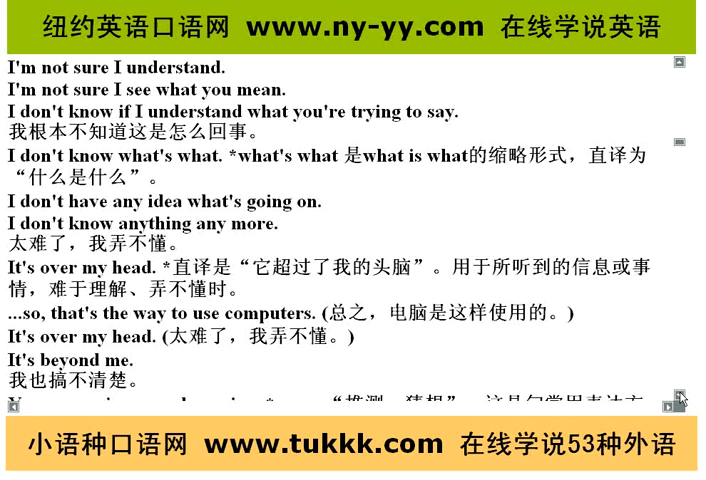 纽约英语口语网 www.ny-yy.com 在线学说英语
I'm not sure I understand.
I'm not sure I see what you mean.
I don't know if I understand what you're trying to say.
我根本不知道这是怎么回事。
I don't know what's what. *what's what 是what is what的缩略形式，直译为
“什么是什么”。
I don't have any idea what's going on.
I don't know anything any more.
太难了，我弄不懂。
It's over my head. *直译是“它超过了我的头脑”。用于所听到的信息或事
情，难于理解、弄不懂时。
...so, that's the way to use computers. (总之，电脑是这样使用的。)
It's over my head. (太难了，我弄不懂。)
It's beyond me.
我也搞不清楚。
小语种口语网 www.tukkk.com 在线学说53种外语